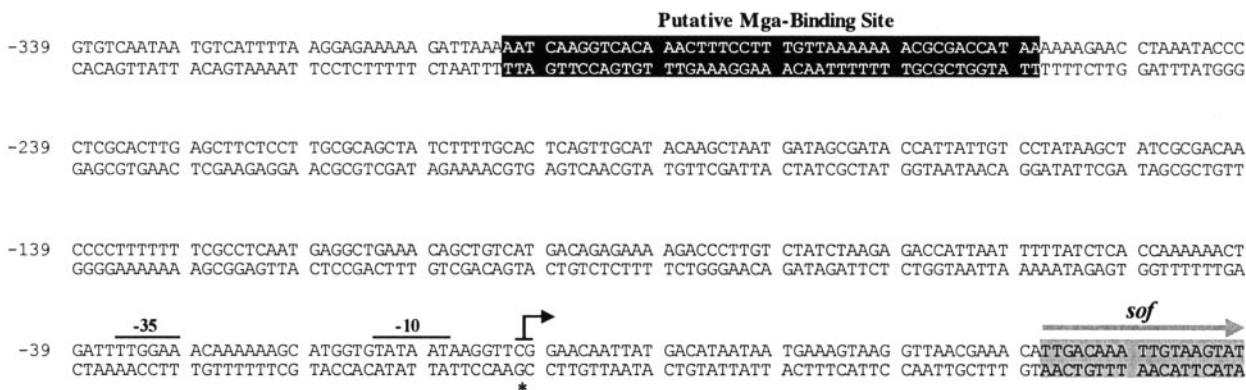 Putative Mga-Binding Site
-339 GTGTCAATAA TGTCATTTTA AGGAGAAAAA GATTAAAAAT CAAGGTCACA AACTTTCCTT TGTTAAAAAA ACGCGACCAT AAAAAAGAACC CTAAATACCC
CACAGTTATT ACAGTAAAAT TCCTCTTTTT CTAATTTTTA GTTCCAGTGT TTGAAAGGAA ACAATTTTTT TGCGCTGGTA TTTTTTCTTGG GATTTATGGG
-239 CTCGCACTTG AGCTTCTCCT TGCGCAGCTA TCTTTTGCAC TCAGTTGCAT ACAAGCTAAT GATAGCGATA CCATTATTGT CCTATAAGCT ATCGCGACAA
GAGCGTGAAC TCGAAGAGGA ACGCGTCGAT AGAAAACGTG AGTCAACGTA TGTTCGATTA CTATCGCTAT GGTAATAACA GGATATTCGA TAGCGCTGTT
-139 CCCCTTTTTT TCGCCTCAAT GAGGCTGAAA CAGCTGTCAT GACAGAGAAA AGACCCTTGT CTATCTAAGA GACCATTAAT TTTTATCTCA CCAAAAAACT
GGGGAAAAAA AGCGGAGTTA CTCCGACTTT GTCGACAGTA CTGTCTCTTT TCTGGGAACA GATAGATTCT CTGGTAATTA AAAATAGAGT GGTTTTTTGA
-35 -10 sof
-39 GATTTTGGAA ACAAAAAAGC ATGGTGTATA ATAAGGTTCG GAACAATTAT GACATAATAA TGAAAGTAAG GTTAACGAAA CATTGACAAA TTGTAAGTAT
CTAAAACCTT TGTTTTTTCG TACCACATAT TATTCCAAGC CTTGTTAATA CTGTATTATT ACTTTCATTC CAATTGCTTT GTAACTGTTT AACATTCATA
*